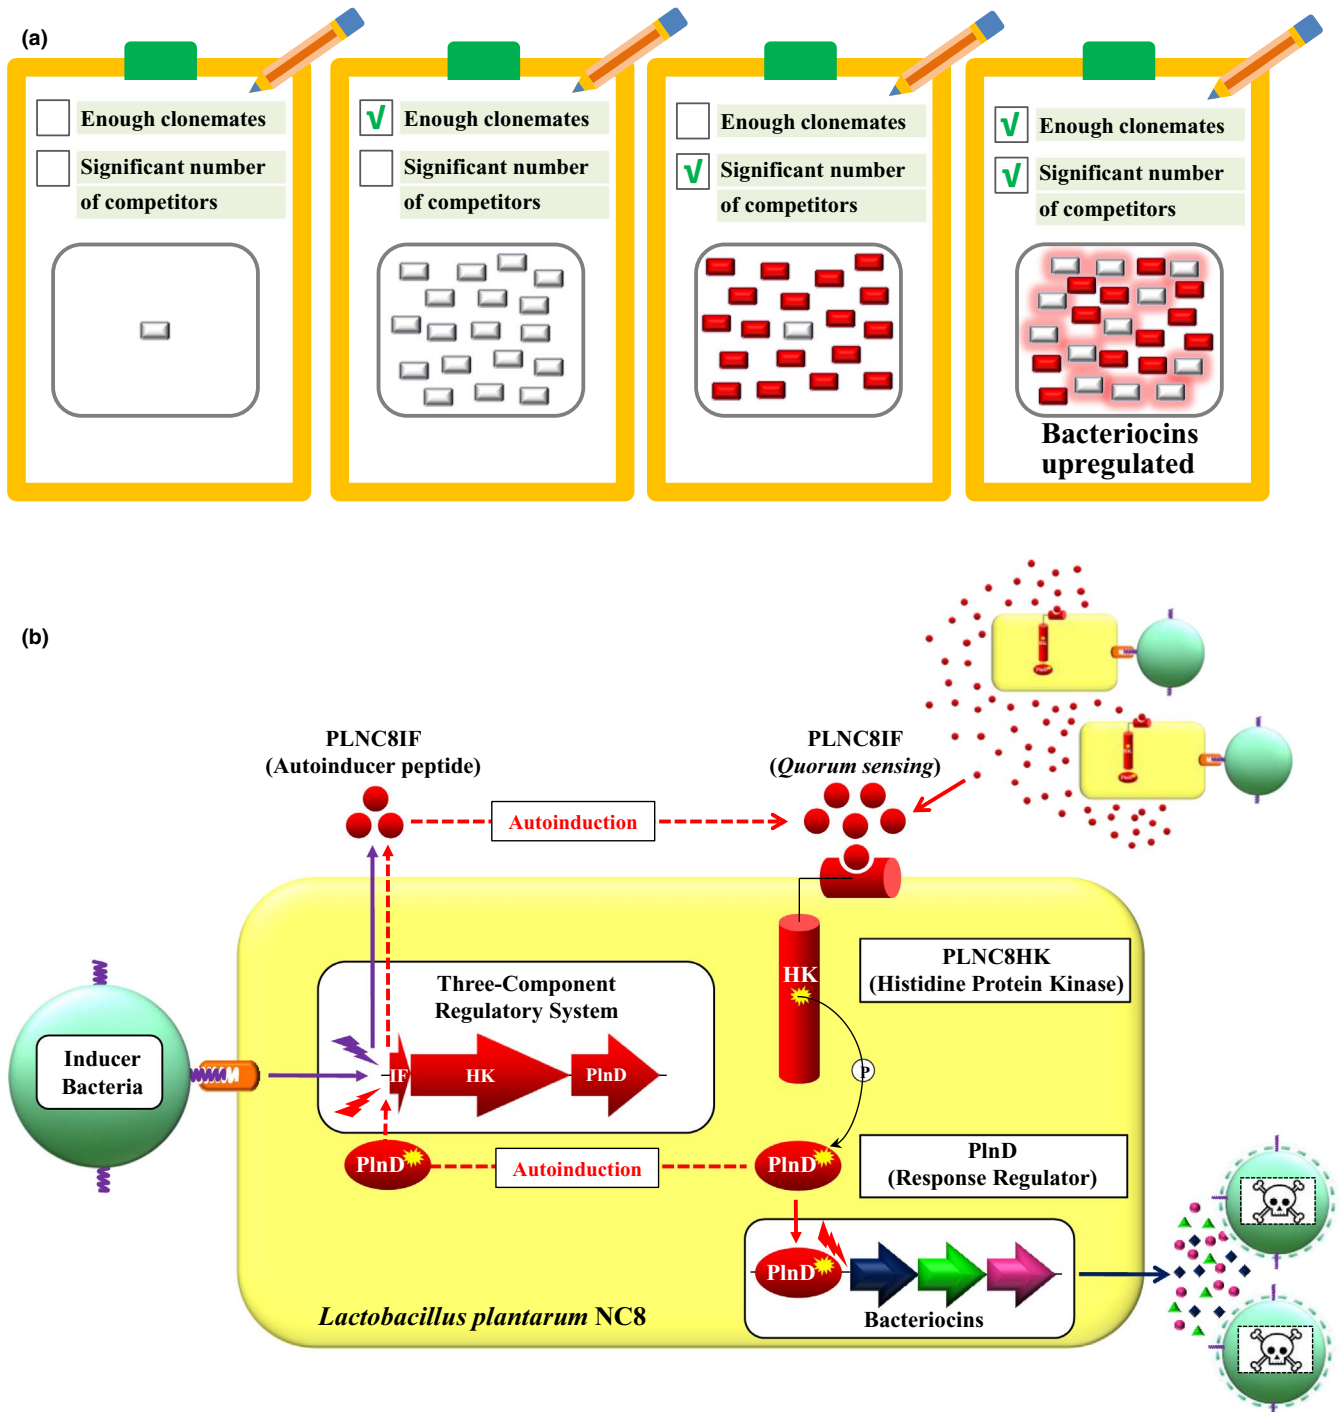 (a)
Enough clonemates
Significant number
of competitors
√
Enough clonemates
Significant number
of competitors
Enough clonemates
√
Significant number
of competitors
√
Enough clonemates
√
Significant number
of competitors
Bacteriocins
upregulated
(b)
PLNC8IF
(Autoinducer peptide)
PLNC8IF
(Quorum sensing)
Autoinduction
Three-Component
Regulatory System
IF
HK
PlnD
HK
PLNC8HK
(Histidine Protein Kinase)
P
Inducer
Bacteria
PlnD
Autoinduction
PlnD
PlnD
(Response Regulator)
PlnD
Bacteriocins
Lactobacillus plantarum NC8